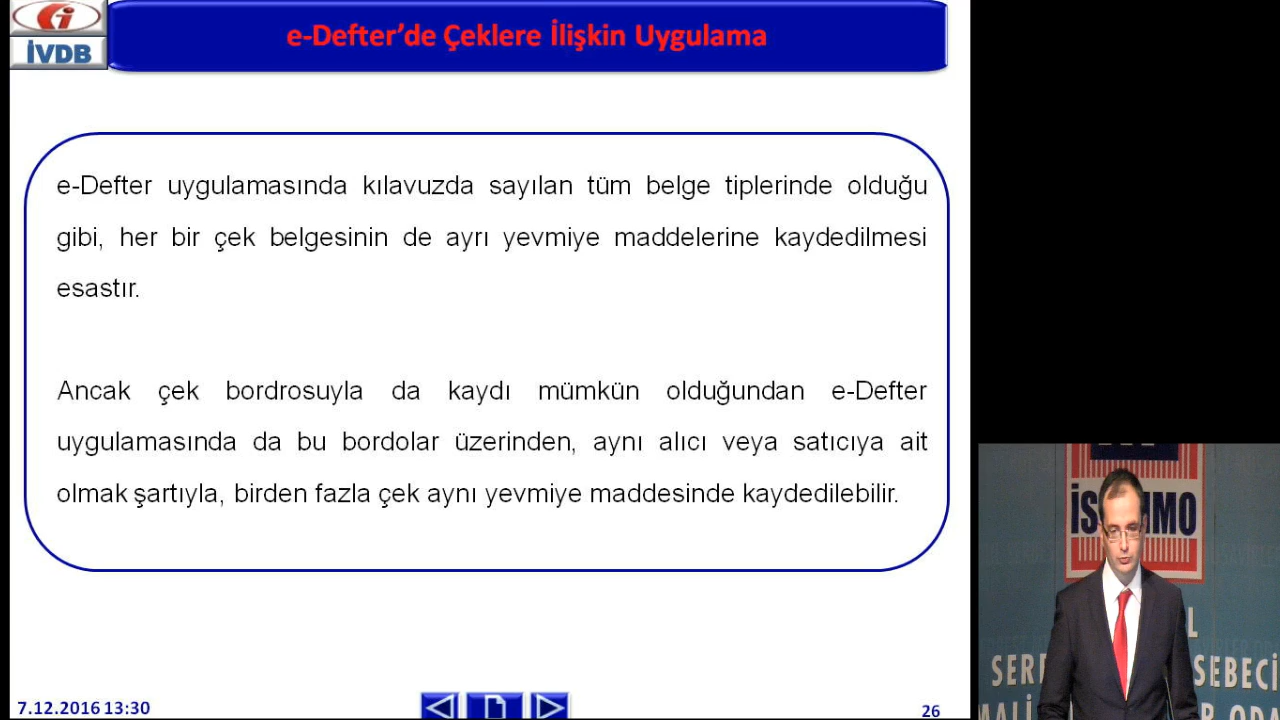 İVDB
e-Defter’de Çeklere İlişkin Uygulama
e-Defter uygulamasında kılavuzda sayılan tüm belge tiplerinde olduğu
gibi, her bir çek belgesinin de ayrı yevmiye maddelerine kaydedilmesi
esastır.
Ancak çek bordrosuyla da kaydı mümkün olduğundan e-Defter
uygulamasında da bu bordolar üzerinden, aynı alıcı veya satıcıya ait
olmak şartıyla, birden fazla çek aynı yevmiye maddesinde kaydedilebilir.
7.12.2016 13:30
26